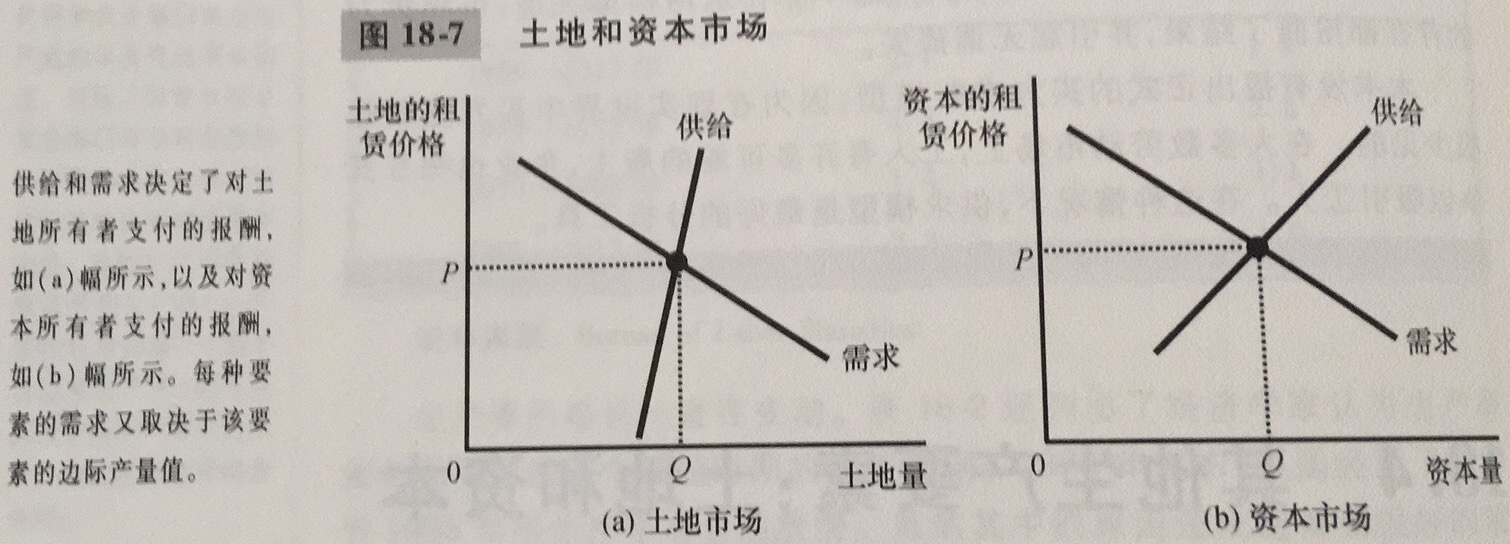 图 18-7 土地和资本市场
供给和需求决定了对土
地所有者支付的报酬,
如(a)幅所示,以及对资
本所有者支付的报酬,
如(b)幅所示。每种要
素的需求又取决于该要
素的边际产量值。
土地的租
赁价格
供给
P
需求
0
Q
土地量
(a) 土地市场
资本的租
赁价格
供给
P
需求
0
Q
资本量
(b) 资本市场